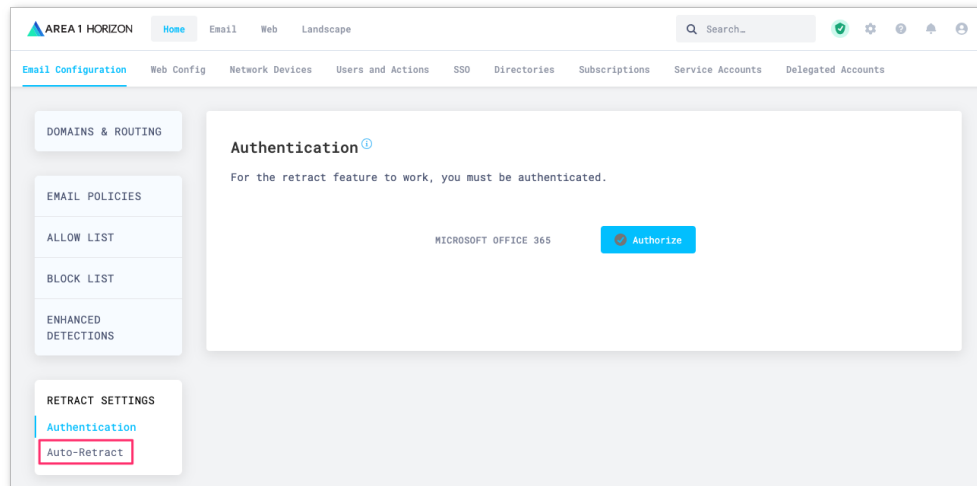 AREA 1 HORIZON Home Email Web Landscape Search…
Email Configuration Web Config Network Devices Users and Actions SSO Directories Subscriptions Service Accounts Delegated Accounts
DOMAINS & ROUTING
EMAIL POLICIES
ALLOW LIST
BLOCK LIST
ENHANCED
DETECTIONS
RETRACT SETTINGS
Authentication
Auto-Retract
Authentication
For the retract feature to work, you must be authenticated.
MICROSOFT OFFICE 365 Authorize